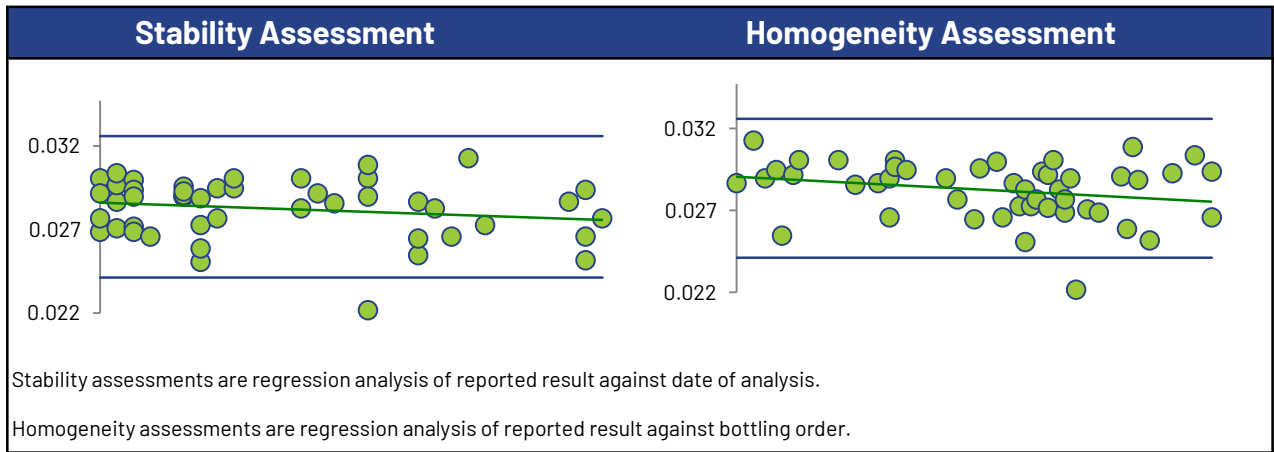 Stability Assessment
Homogeneity Assessment
0.032
0.027
0.022
0.032
0.027
0.022
Stability assessments are regression analysis of reported result against date of analysis.
Homogeneity assessments are regression analysis of reported result against bottling order.